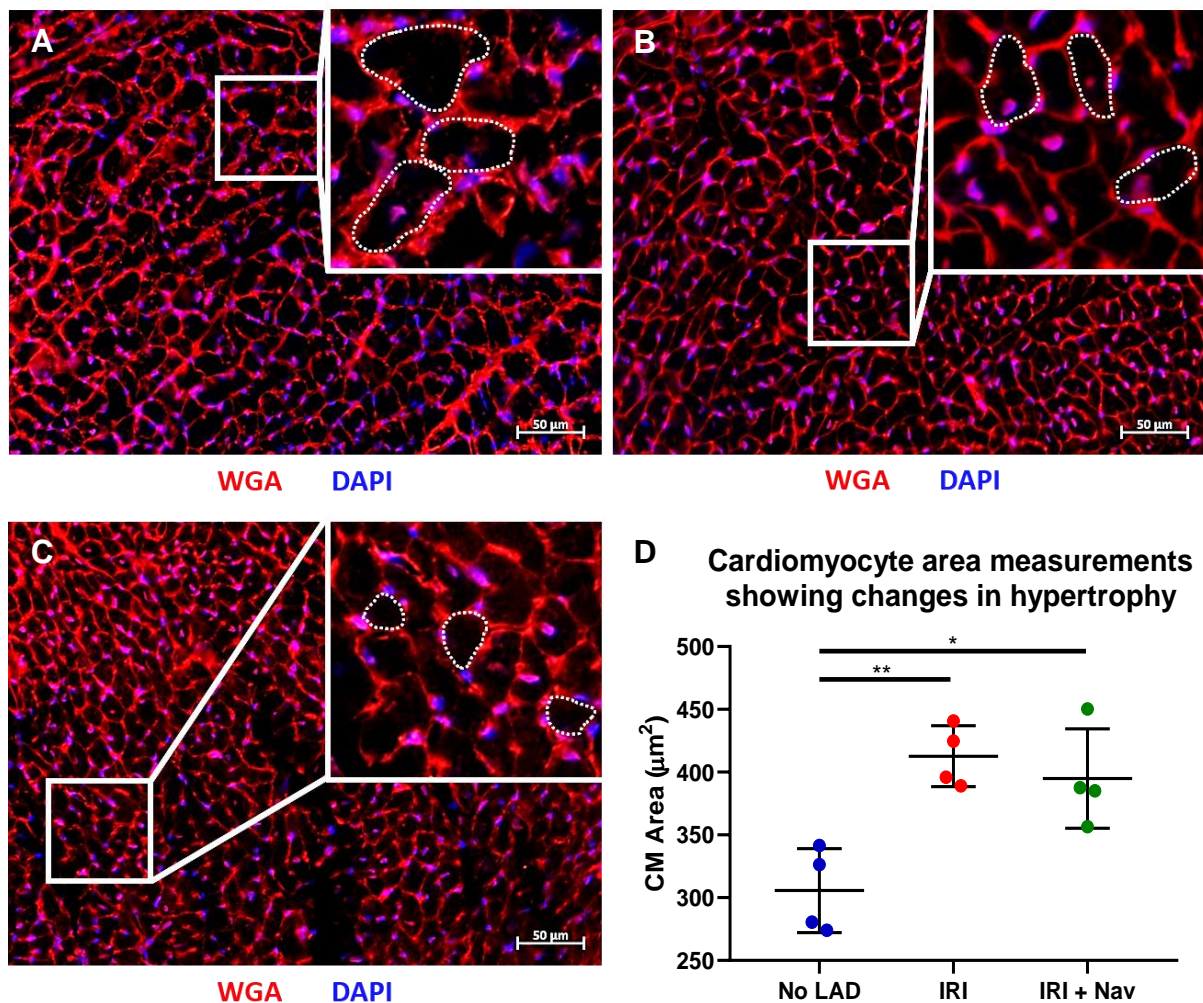 A
50 µm
WGA DAPI
B
50 µm
WGA DAPI
C
50 µm
WGA DAPI
D
Cardiomyocyte area measurements
showing changes in hypertrophy
CM Area (µm²)
500
450
400
350
300
250
*
**
No LAD
IRI
IRI + Nav